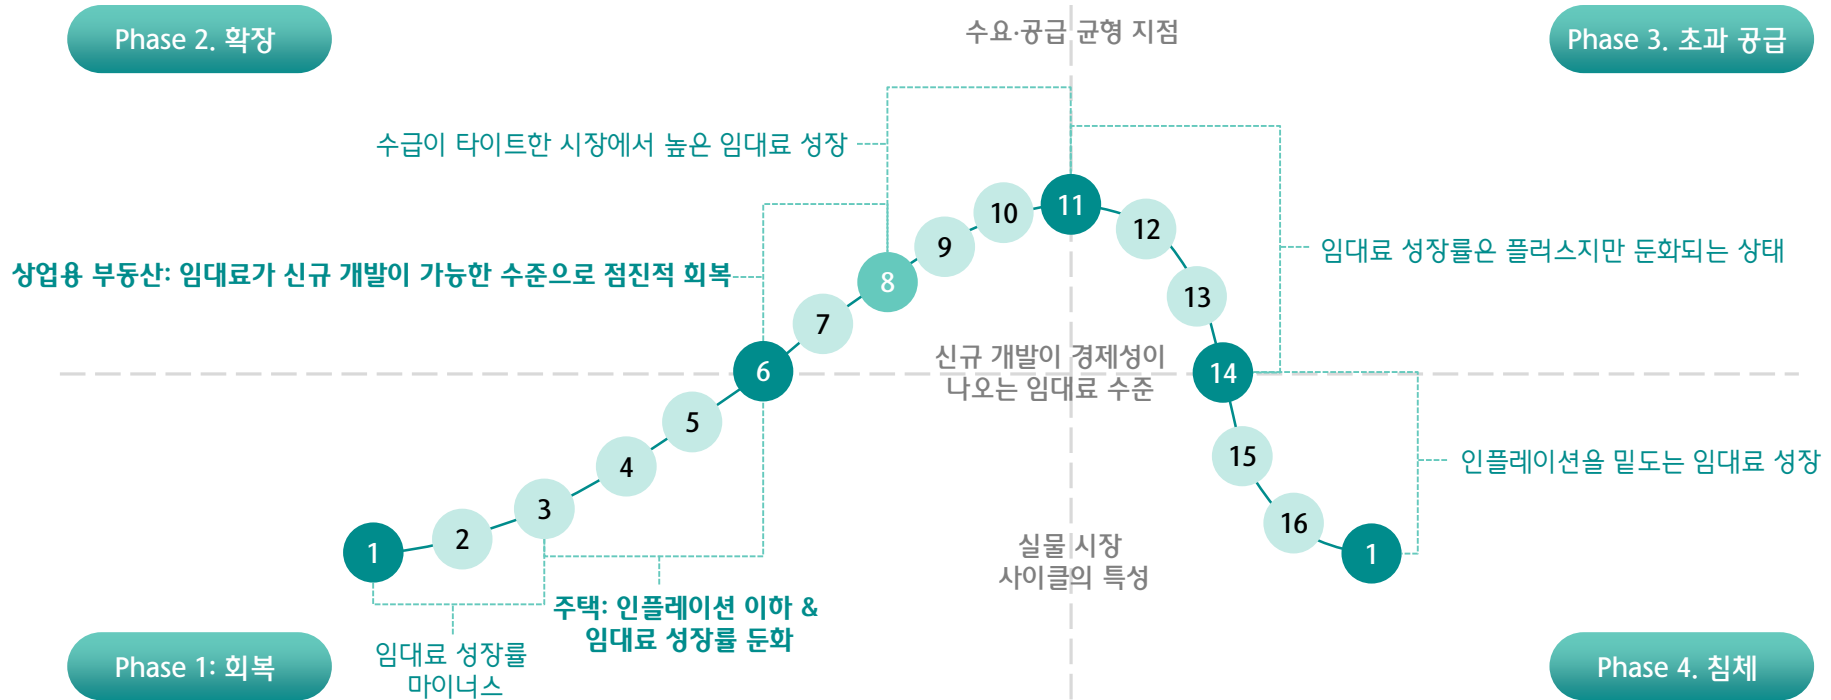 Phase 2. 확장
수요·공급 균형 지점
Phase 3. 초과 공급
수급이 타이트한 시장에서 높은 임대료 성장
상업용 부동산: 임대료가 신규 개발이 가능한 수준으로 점진적 회복
임대료 성장률은 플러스지만 둔화되는 상태
신규 개발이 경제성이
나오는 임대료 수준
인플레이션을 밑도는 임대료 성장
1
2
3
4
5
6
7
8
9
10
11
12
13
14
15
16
1
실물 시장
사이클의 특성
주택: 인플레이션 이하 &
임대료 성장률 둔화
임대료 성장률
마이너스
Phase 1: 회복
Phase 4. 침체